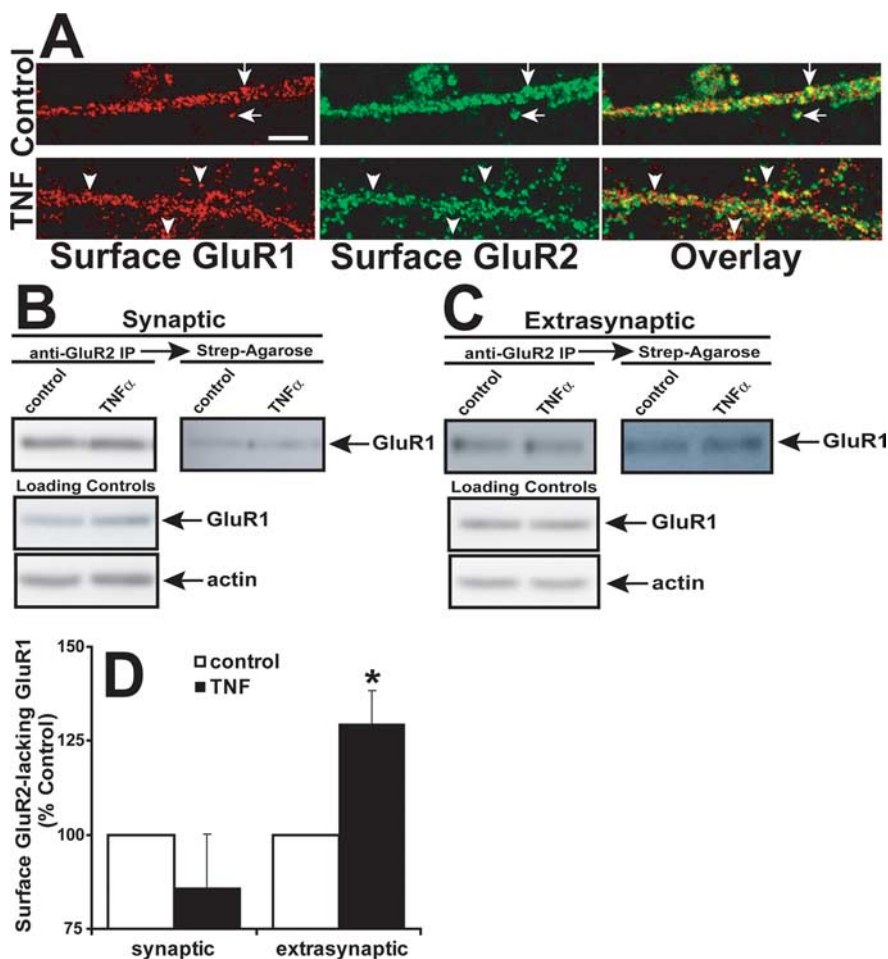 A
Control
TNF
Surface GluR1 Surface GluR2 Overlay
B
Synaptic
anti-GluR2 IP Strep-Agarose
control TNFα control TNFα
GluR1
Loading Controls
GluR1
actin
C
Extrasynaptic
anti-GluR2 IP Strep-Agarose
control TNFα control TNFα
GluR1
Loading Controls
GluR1
actin
D
Surface GluR2-lacking GluR1
(% Control)
150
125
100
75
control
TNF
*
synaptic extrasynaptic